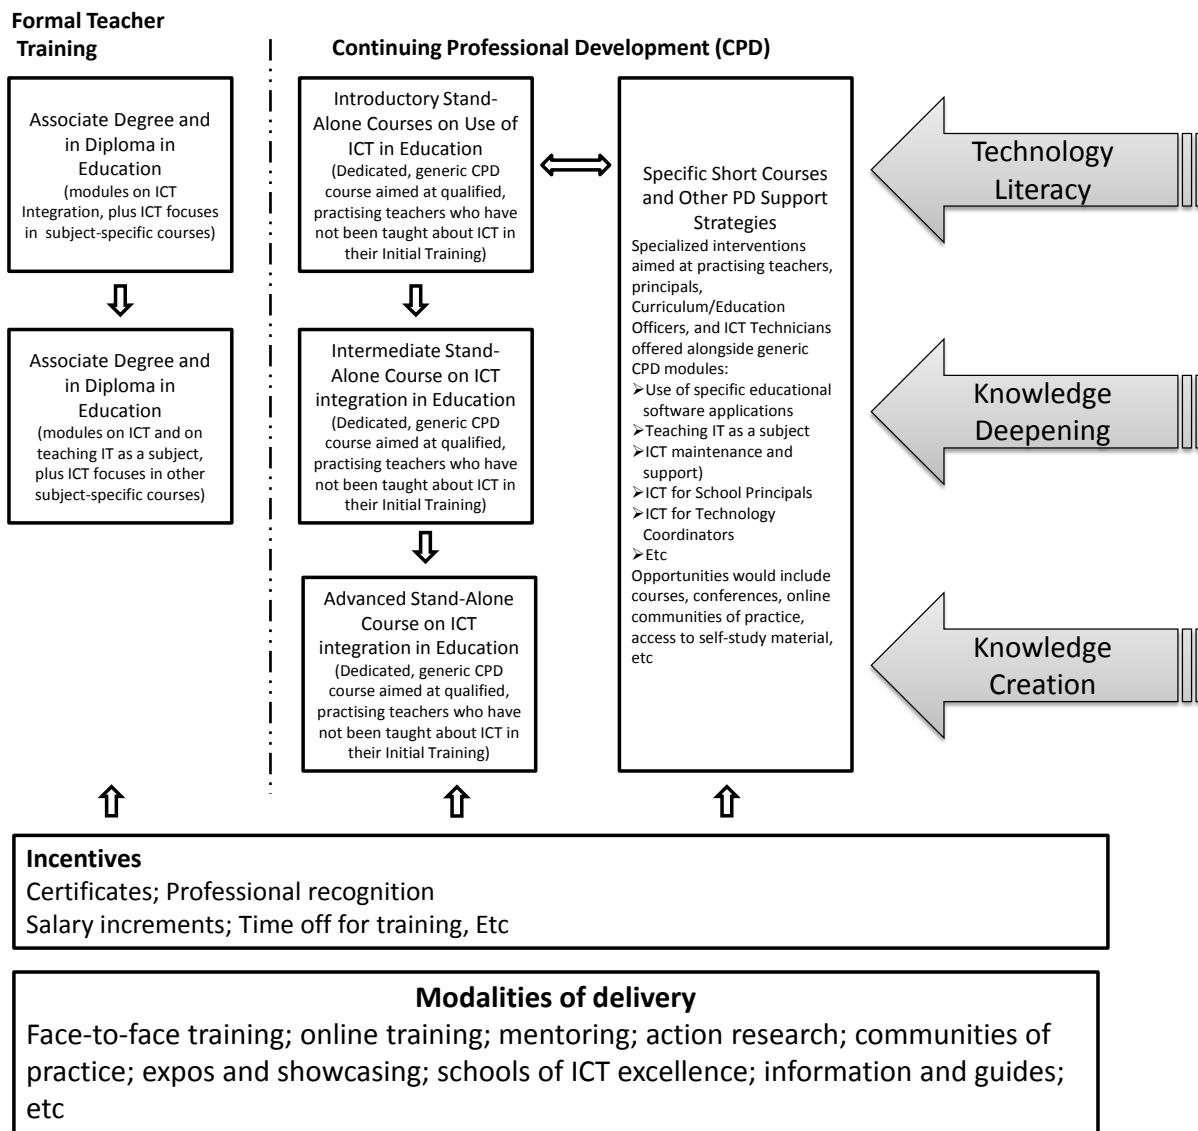 Formal Teacher
Training
Continuing Professional Development (CPD)
Associate Degree and
in Diploma in
Education
(modules on ICT
Integration, plus ICT focuses
in subject-specific courses)
Associate Degree and
in Diploma in
Education
(modules on ICT and on
teaching IT as a subject,
plus ICT focuses in other
subject-specific courses)
Introductory Stand-
Alone Courses on Use of
ICT in Education
(Dedicated, generic CPD
course aimed at qualified,
practising teachers who have
not been taught about ICT in
their Initial Training)
Intermediate Stand-
Alone Course on ICT
integration in Education
(Dedicated, generic CPD
course aimed at qualified,
practising teachers who have
not been taught about ICT in
their Initial Training)
Advanced Stand-Alone
Course on ICT
integration in Education
(Dedicated, generic CPD
course aimed at qualified,
practising teachers who have
not been taught about ICT in
their Initial Training)
Specific Short Courses
and Other PD Support
Strategies
Specialized interventions
aimed at practising teachers,
principals,
Curriculum/Education
Officers, and ICT Technicians
offered alongside generic
CPD modules:
➢Use of specific educational
software applications
➢Teaching IT as a subject
➢ICT maintenance and
support)
➢ICT for School Principals
➢ICT for Technology
Coordinators
➢Etc
Opportunities would include
courses, conferences, online
communities of practice,
access to self-study material,
etc
Technology
Literacy
Knowledge
Deepening
Knowledge
Creation
Incentives
Certificates; Professional recognition
Salary increments; Time off for training, Etc
Modalities of delivery
Face-to-face training; online training; mentoring; action research; communities of
practice; expos and showcasing; schools of ICT excellence; information and guides;
etc